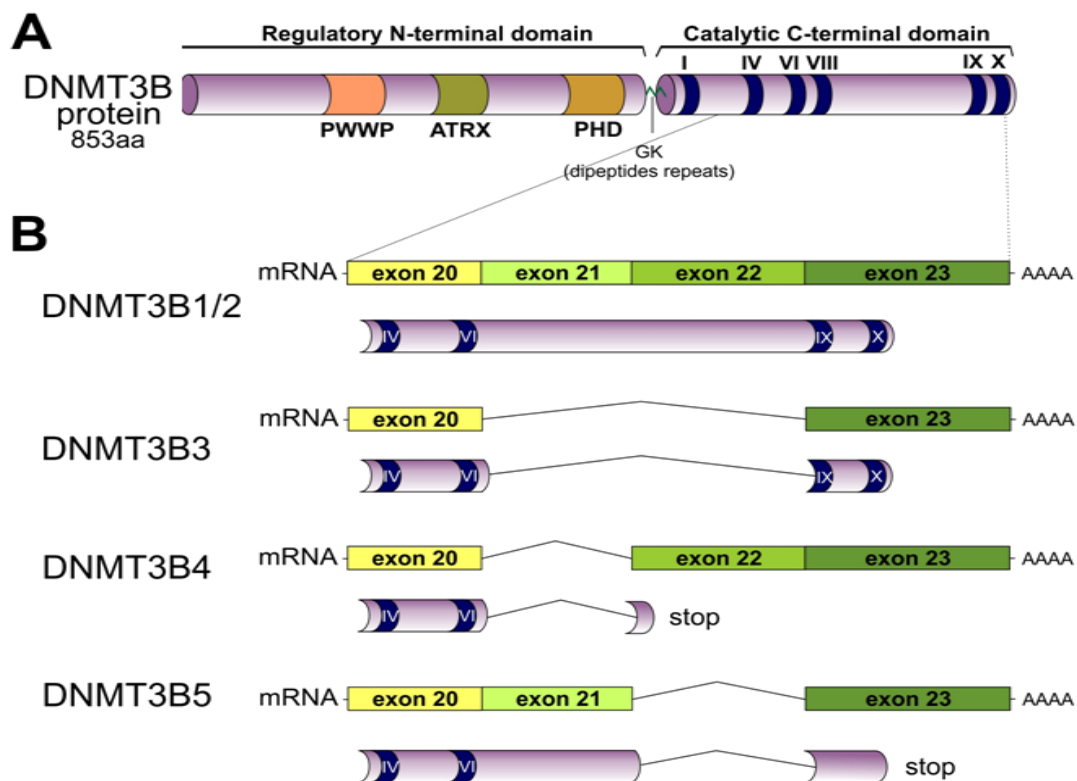 A
Regulatory N-terminal domain
Catalytic C-terminal domain
I IV VI VIII IX X
DNMT3B
protein
853aa
PWWP ATRX PHD
GK
(dipeptides repeats)
B
mRNA exon 20 exon 21 exon 22 exon 23 AAAA
DNMT3B1/2
IV VI IX X
mRNA exon 20 exon 23 AAAA
DNMT3B3
IV VI IX X
mRNA exon 20 exon 22 exon 23 AAAA
DNMT3B4
IV VI stop
DNMT3B5
mRNA exon 20 exon 21 exon 23 AAAA
IV VI stop